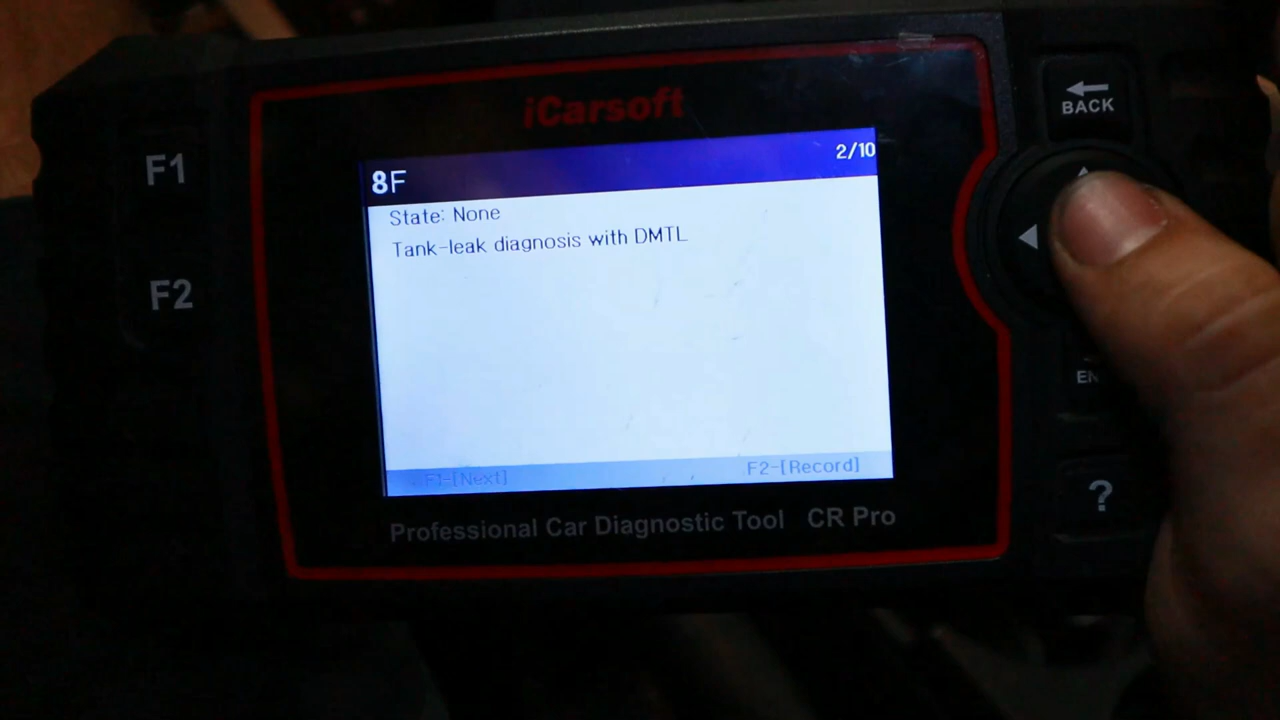 iCarsoft
BACK
F1
8F
2/10
State: None
Tank-leak diagnosis with DMTL
F2
F1-[Next]
F2-[Record]
?
Professional Car Diagnostic Tool CR Pro